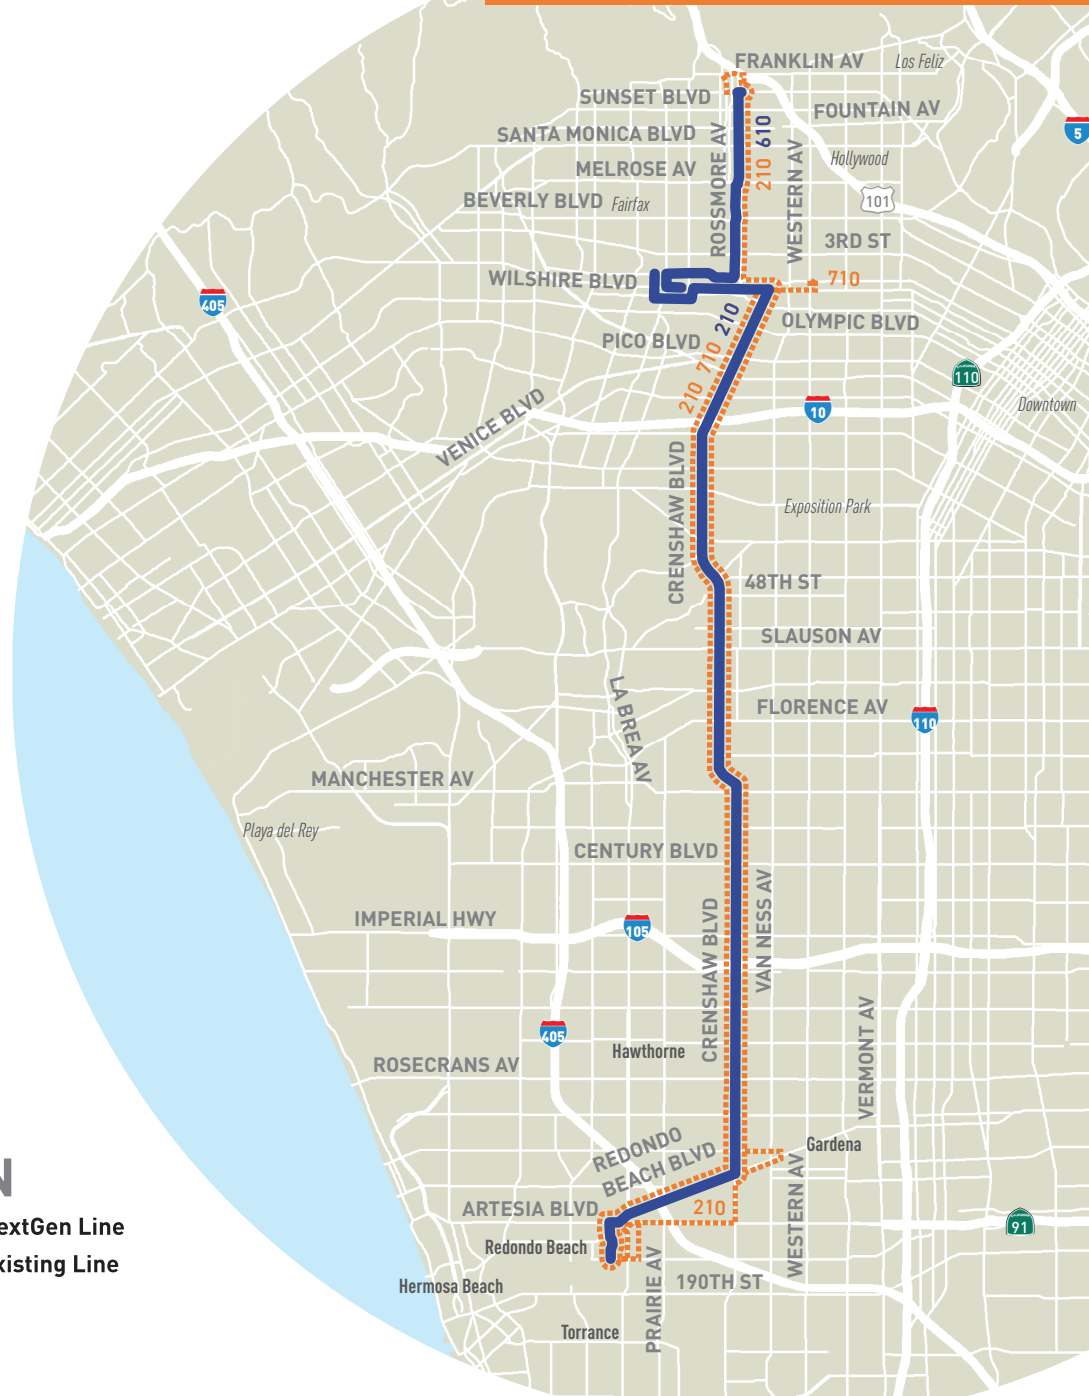 FRANKLIN AV
Los Feliz
SUNSET BLVD
FOUNTAIN AV
5
SANTA MONICA BLVD
ROSSMORE AV
210 610
WESTERN AV
Hollywood
MELROSE AV
BEVERLY BLVD
Fairfax
101
3RD ST
WILSHIRE BLVD
710
405
210
OLYMPIC BLVD
PICO BLVD
210 710
110
VENICE BLVD
10
Downtown
CRENSHAW BLVD
Exposition Park
48TH ST
SLAUSON AV
LA BREA AV
FLORENCE AV
110
MANCHESTER AV
Playa del Rey
CENTURY BLVD
VAN NESS AV
IMPERIAL HWY
105
CRENSHAW BLVD
VERMONT AV
405
Hawthorne
ROSECRANS AV
REDONDO
BEACH BLVD
Gardena
WESTERN AV
N
ARTESIA BLVD
210
91
extGen Line
Redondo Beach
xisting Line
PRAIRIE AV
190TH ST
Hermosa Beach
Torrance